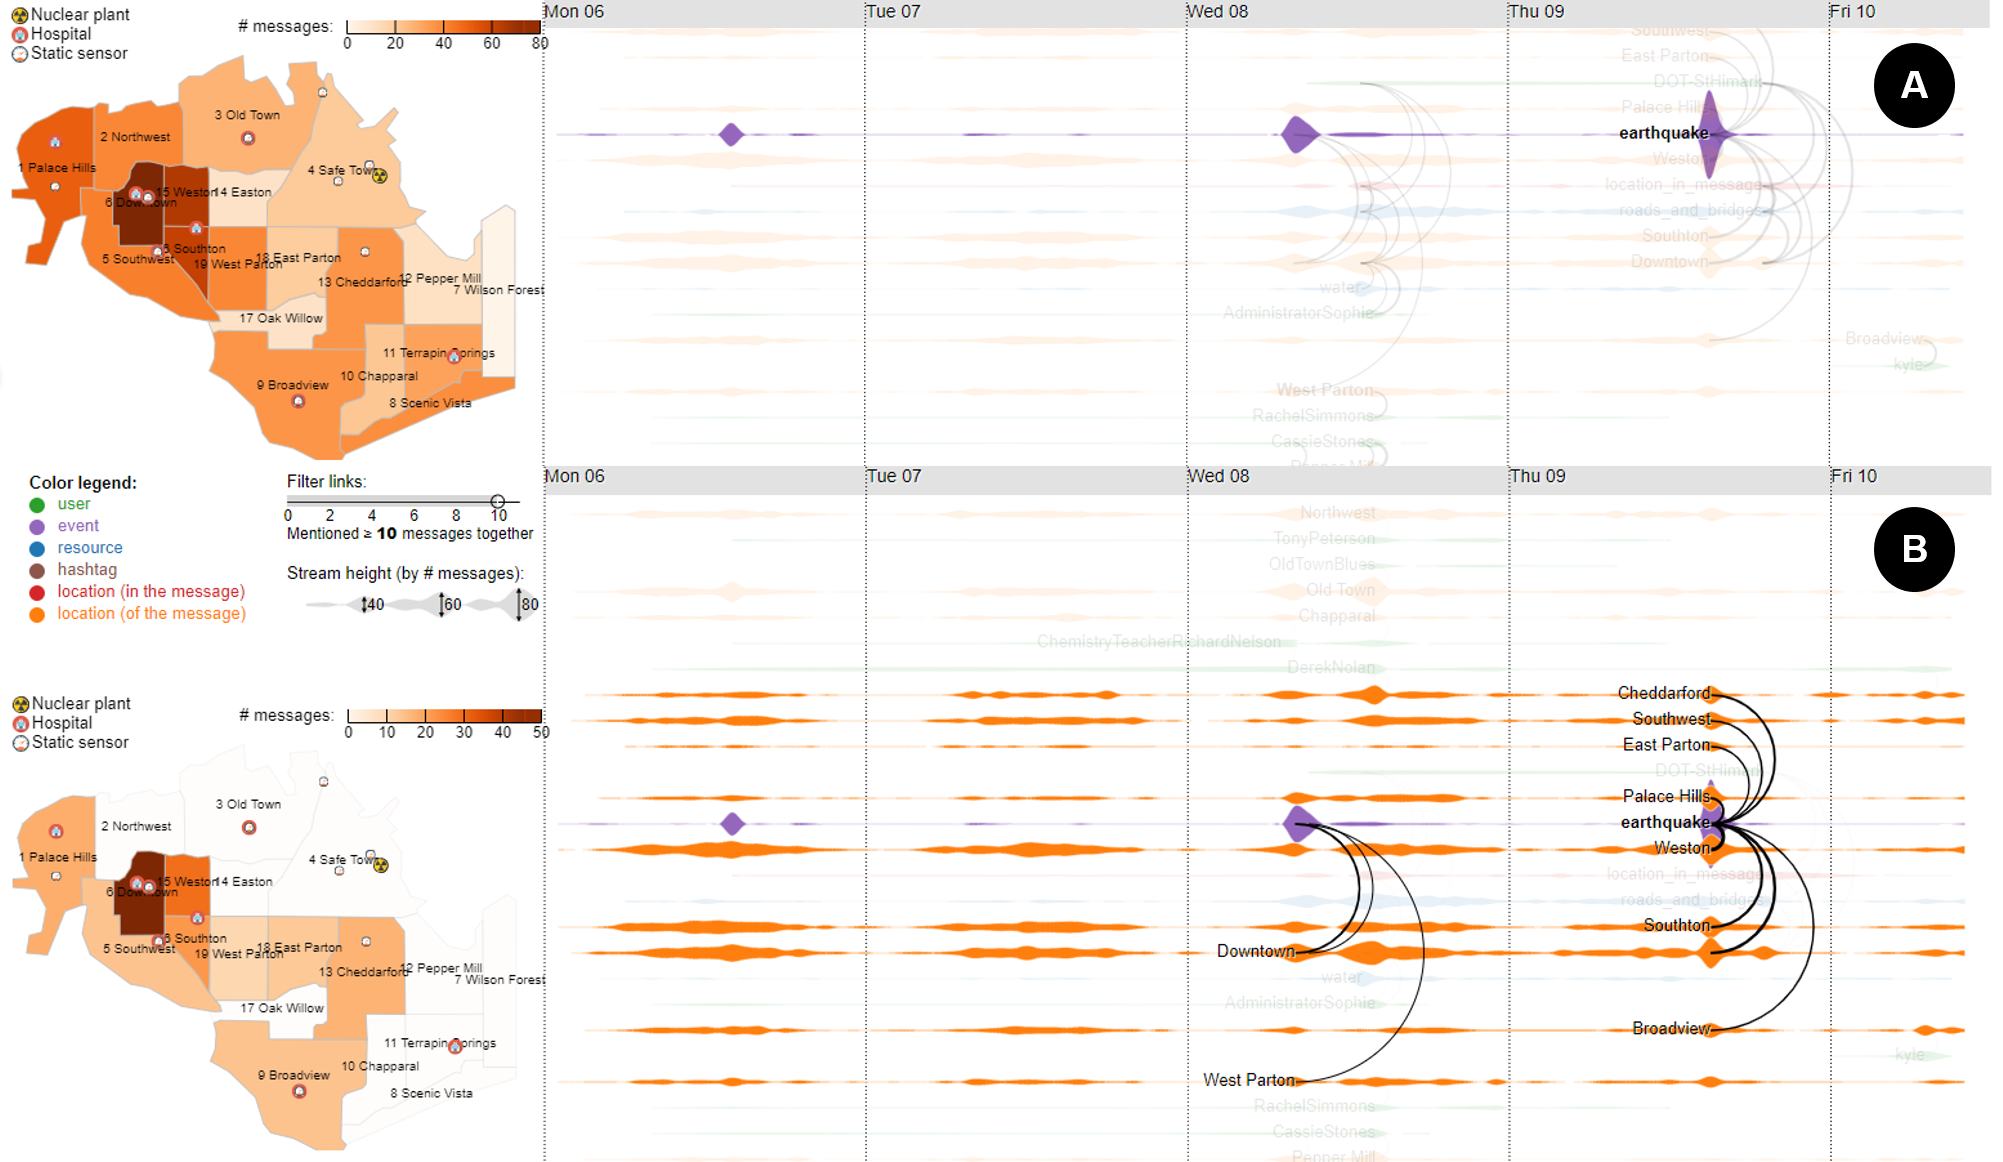 Nuclear plant
Hospital
Static sensor
# messages:
0 20 40 60 80
Mon 06
Tue 07
Wed 08
Thu 09
Fri 10
A
1 Palace Hills
2 Northwest
3 Old Town
4 Safe Town
15 Weston
14 Easton
6 Downtown
5 Southwest
Southton
19 West Parton
18 East Parton
13 Cheddarford
12 Pepper Mill
7 Wilson Forest
17 Oak Willow
11 Terrapin Springs
10 Chapparal
9 Broadview
8 Scenic Vista
Southwest
East Parton
DOT-StHimark
Palace Hills
earthquake
Weston
location_in_message
roads_and_bridges
Southton
Downtown
water
AdministratorSophie
Broadview
kyle
West Parton
RachelSimmons
CassieStones
Pepper Mill
Color legend:
user
event
resource
hashtag
location (in the message)
location (of the message)
Filter links:
0 2 4 6 8 10
Mentioned ≥ 10 messages together
Stream height (by # messages):
40 60 80
Mon 06
Tue 07
Wed 08
Thu 09
Fri 10
B
Nuclear plant
Hospital
Static sensor
# messages:
0 10 20 30 40 50
1 Palace Hills
2 Northwest
3 Old Town
4 Safe Town
15 Weston
14 Easton
6 Downtown
5 Southwest
Southton
19 West Parton
18 East Parton
13 Cheddarford
12 Pepper Mill
7 Wilson Forest
17 Oak Willow
11 Terrapin Springs
10 Chapparal
9 Broadview
8 Scenic Vista
Northwest
TonyPeterson
OldTownBlues
Old Town
Chapparal
ChemistryTeacherRichardNelson
DerekNolan
Cheddarford
Southwest
East Parton
DOT-StHimark
Palace Hills
earthquake
Weston
location_in_message
roads_and_bridges
Southton
Downtown
water
AdministratorSophie
Broadview
kyle
West Parton
RachelSimmons
CassieStones
Pepper Mill